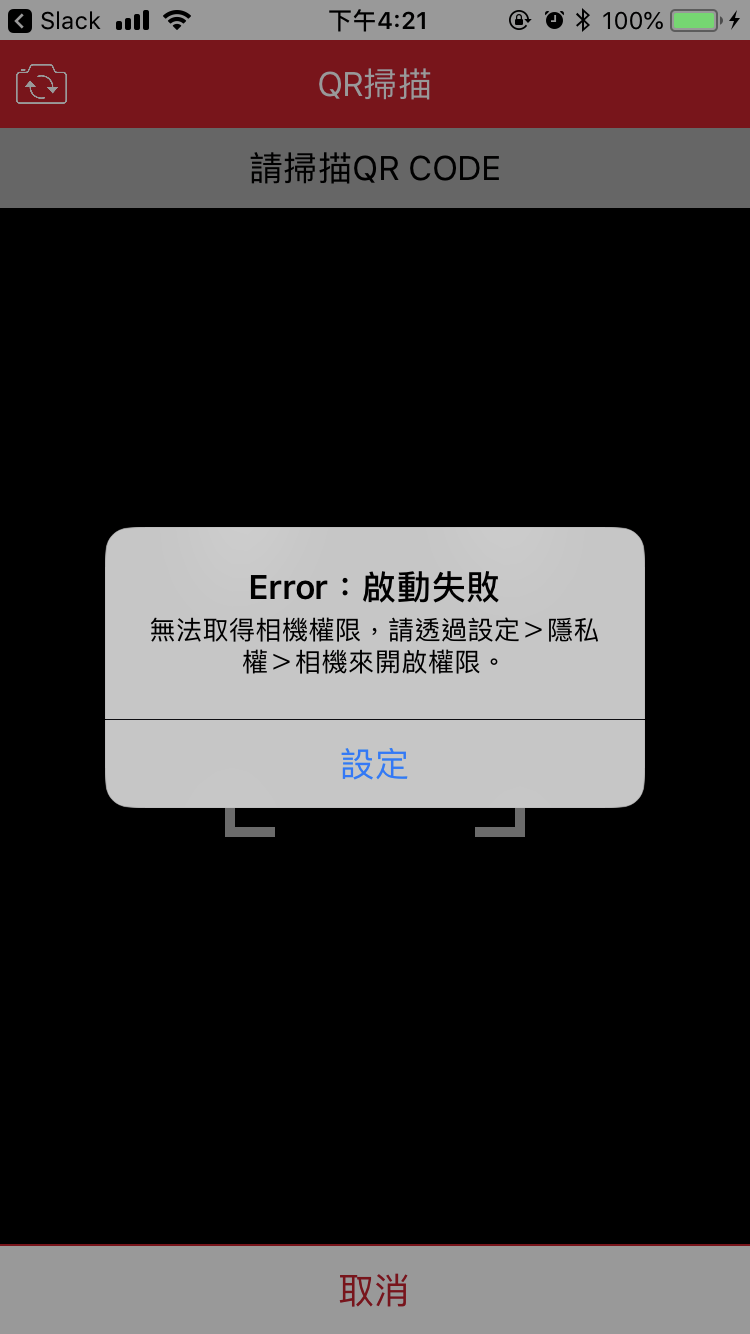 Slack 下午4:21 100%
QR掃描
請掃描QR CODE
Error：啟動失敗
無法取得相機權限，請透過設定＞隱私
權＞相機來開啟權限。
設定
取消